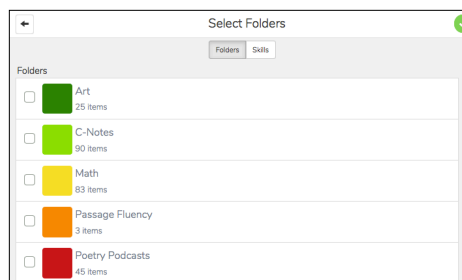 Select Folders
Folders Skills
Folders
Art
25 items
C-Notes
90 items
Math
83 items
Passage Fluency
3 items
Poetry Podcasts
45 items